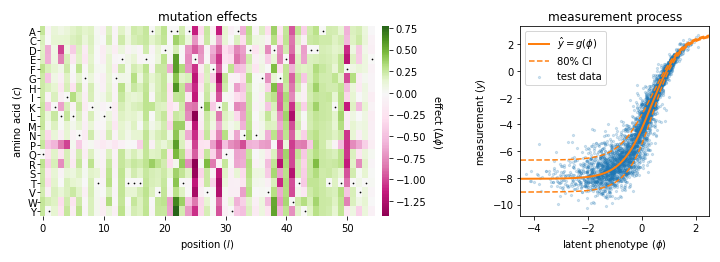 mutation effects
A
C
D
E
F
G
H
I
K
L
M
N
P
Q
R
S
T
V
W
Y
amino acid (c)
0
10
20
30
40
50
position (l)
0.75
0.50
0.25
0.00
−0.25
−0.50
−0.75
−1.00
−1.25
effect (Δϕ)
measurement process
ŷ = g(ϕ)
80% CI
test data
2
0
−2
−4
−6
−8
−10
measurement (y)
−4
−2
0
2
latent phenotype (ϕ)